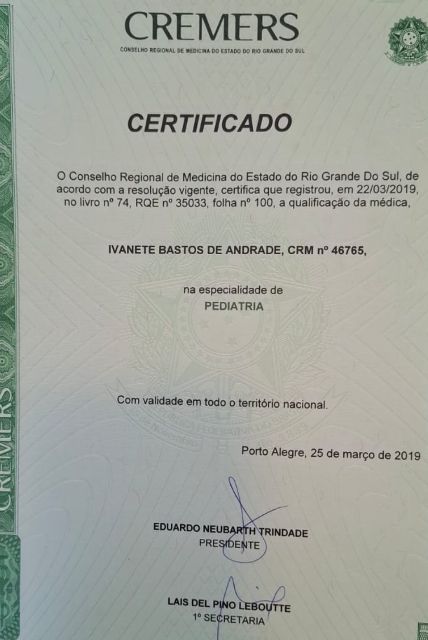 CREMERS
CONSELHO REGIONAL DE MEDICINA DO ESTADO DO RIO GRANDE DO SUL
CERTIFICADO
O Conselho Regional de Medicina do Estado do Rio Grande Do Sul, de
acordo com a resolução vigente, certifica que registrou, em 22/03/2019,
no livro nº 74, RQE nº 35033, folha nº 100, a qualificação da médica,
IVANETE BASTOS DE ANDRADE, CRM nº 46765,
na especialidade de
PEDIATRIA
Com validade em todo o território nacional.
Porto Alegre, 25 de março de 2019
EDUARDO NEUBARTH TRINDADE
PRESIDENTE
LAIS DEL PINO LEBOUTTE
1º SECRETARIA
CREMERS